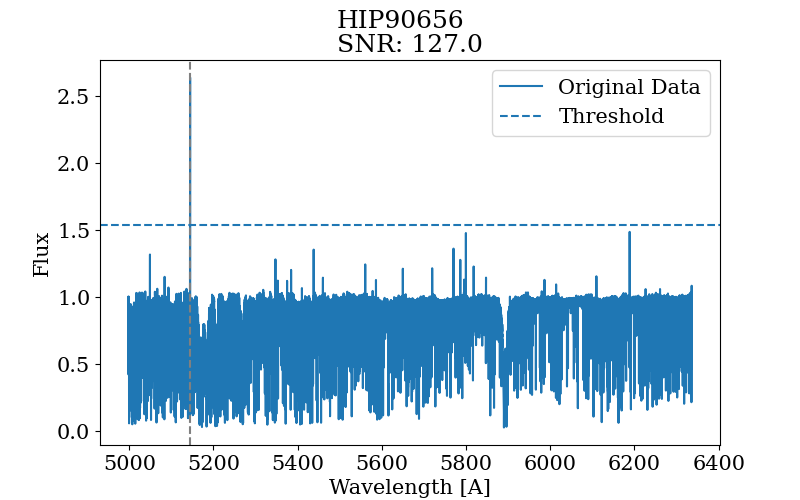 HIP90656
SNR: 127.0
Original Data
Threshold
Flux
2.5
2.0
1.5
1.0
0.5
0.0
5000 5200 5400 5600 5800 6000 6200 6400
Wavelength [A]